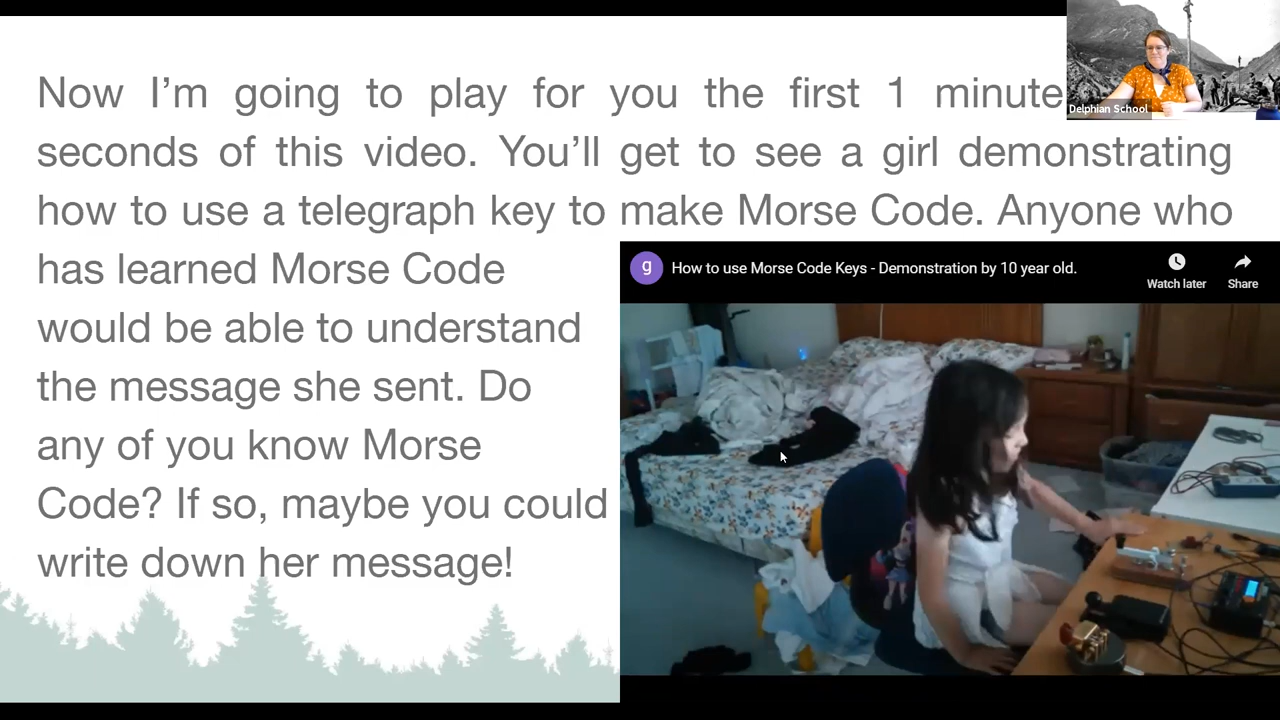 Now I'm going to play for you the first 1 minute
seconds of this video. You'll get to see a girl demonstrating
how to use a telegraph key to make Morse Code. Anyone who
has learned Morse Code
would be able to understand
the message she sent. Do
any of you know Morse
Code? If so, maybe you could
write down her message!
Delphian School
g
How to use Morse Code Keys - Demonstration by 10 year old.
Watch later
Share